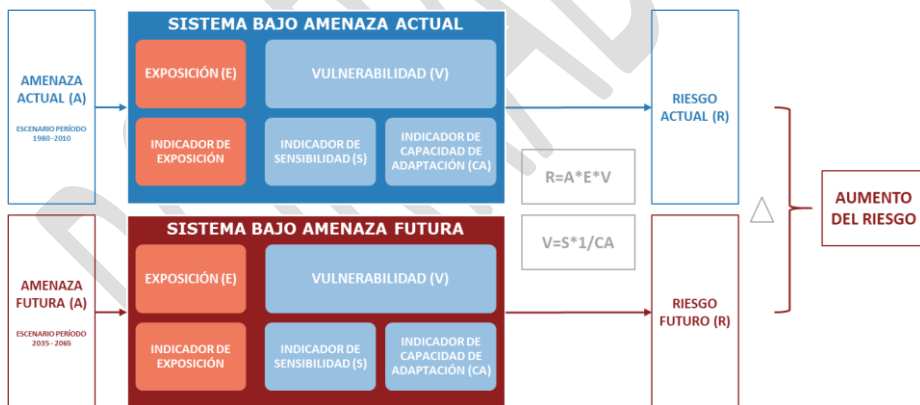 SISTEMA BAJO AMENAZA ACTUAL
AMENAZA
ACTUAL (A)
ESCENARIO PERÍODO
1980-2010
EXPOSICIÓN (E)
VULNERABILIDAD (V)
INDICADOR DE
EXPOSICIÓN
INDICADOR DE
SENSIBILIDAD (S)
INDICADOR DE
CAPACIDAD DE
ADAPTACIÓN (CA)
RIESGO
ACTUAL (R)
R=A*E*V
V=S*1/CA
△
AUMENTO
DEL RIESGO
SISTEMA BAJO AMENAZA FUTURA
AMENAZA
FUTURA (A)
ESCENARIO PERÍODO
2035 - 2065
EXPOSICIÓN (E)
VULNERABILIDAD (V)
INDICADOR DE
EXPOSICIÓN
INDICADOR DE
SENSIBILIDAD (S)
INDICADOR DE
CAPACIDAD DE
ADAPTACIÓN (CA)
RIESGO
FUTURO (R)